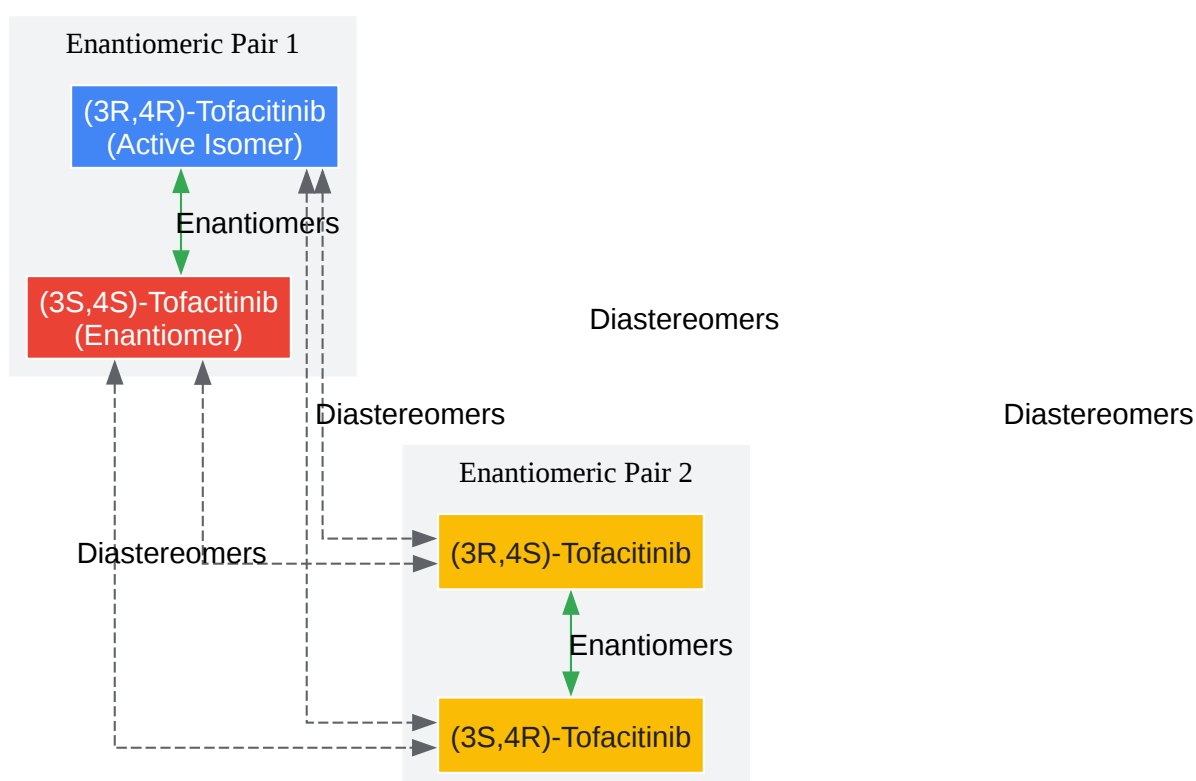 Enantiomeric Pair 1
(3R,4R)-Tofacitinib
(Active Isomer)
Enantiomers
(3S,4S)-Tofacitinib
(Enantiomer)
Diastereomers
Diastereomers
Diastereomers
Enantiomeric Pair 2
(3R,4S)-Tofacitinib
Diastereomers
Enantiomers
(3S,4R)-Tofacitinib